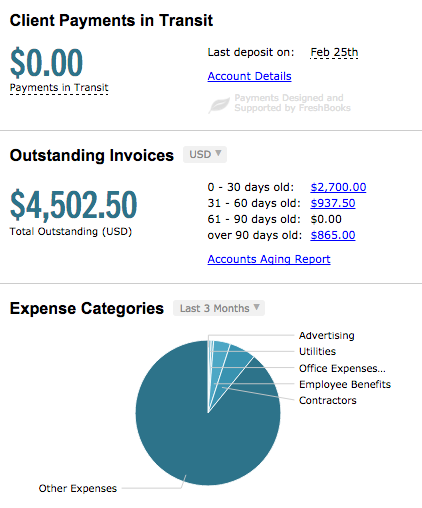 Client Payments in Transit
$0.00
Payments in Transit
Last deposit on: Feb 25th
Account Details
Payments Designed and
Supported by FreshBooks
Outstanding Invoices USD
$4,502.50
Total Outstanding (USD)
0 - 30 days old: $2,700.00
31 - 60 days old: $937.50
61 - 90 days old: $0.00
over 90 days old: $865.00
Accounts Aging Report
Expense Categories Last 3 Months
Advertising
Utilities
Office Expenses...
Employee Benefits
Contractors
Other Expenses